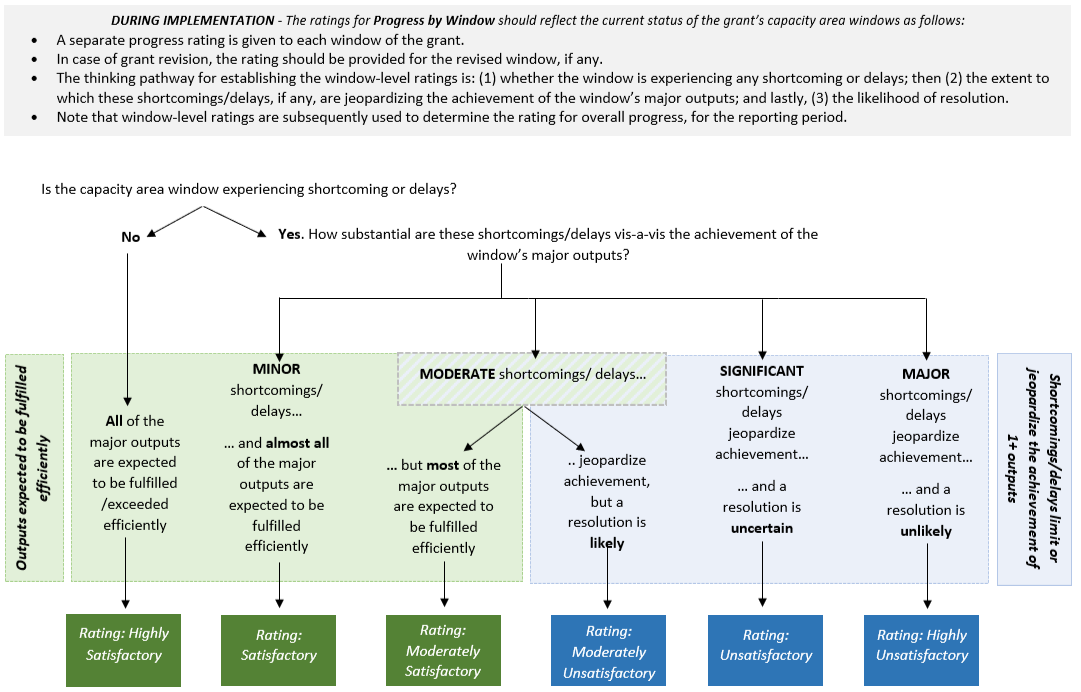 DURING IMPLEMENTATION - The ratings for Progress by Window should reflect the current status of the grant's capacity area windows as follows:
• A separate progress rating is given to each window of the grant.
• In case of grant revision, the rating should be provided for the revised window, if any.
• The thinking pathway for establishing the window-level ratings is: (1) whether the window is experiencing any shortcoming or delays; then (2) the extent to
which these shortcomings/delays, if any, are jeopardizing the achievement of the window's major outputs; and lastly, (3) the likelihood of resolution.
• Note that window-level ratings are subsequently used to determine the rating for overall progress, for the reporting period.
Is the capacity area window experiencing shortcoming or delays?
No
Yes. How substantial are these shortcomings/delays vis-a-vis the achievement of the
window's major outputs?
Outputs expected to be fulfilled
efficiently
All of the
major outputs
are expected
to be fulfilled
/exceeded
efficiently
MINOR
shortcomings/
delays...
... and almost all
of the major
outputs are
expected to be
fulfilled
efficiently
MODERATE shortcomings/ delays...
... but most of the
major outputs
are expected to
be fulfilled
efficiently
.. jeopardize
achievement,
but a
resolution is
likely
SIGNIFICANT
shortcomings/
delays
jeopardize
achievement...
... and a
resolution is
uncertain
MAJOR
shortcomings/
delays
jeopardize
achievement...
... and a
resolution is
unlikely
Shortcomings/delays limit or
jeopardize the achievement of
1+ outputs
Rating: Highly
Satisfactory
Rating:
Satisfactory
Rating:
Moderately
Satisfactory
Rating:
Moderately
Unsatisfactory
Rating:
Unsatisfactory
Rating: Highly
Unsatisfactory